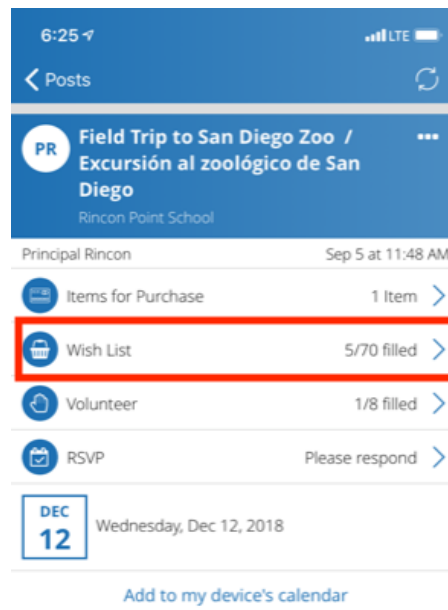 6:25 LTE
Posts
PR
Field Trip to San Diego Zoo /
Excursión al zoológico de San
Diego
Rincon Point School
Principal Rincon Sep 5 at 11:48 AM
Items for Purchase 1 Item
Wish List 5/70 filled
Volunteer 1/8 filled
RSVP Please respond
DEC
12
Wednesday, Dec 12, 2018
Add to my device's calendar